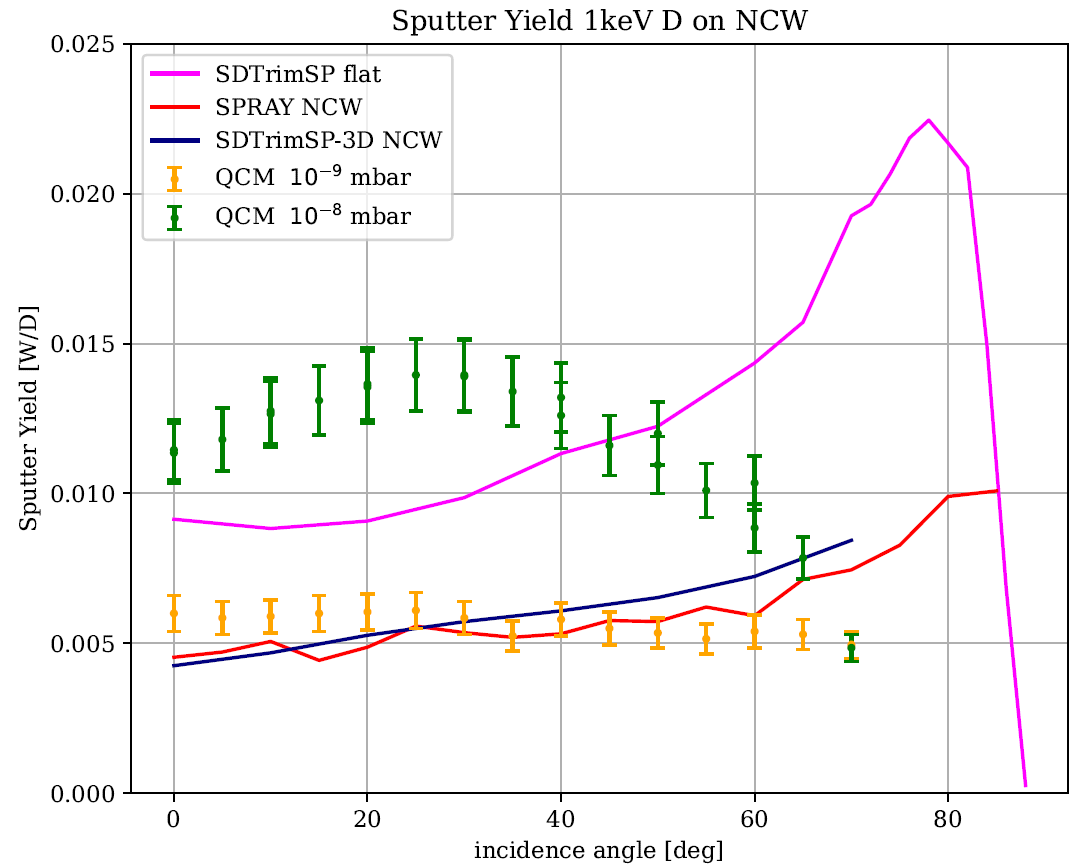 Sputter Yield 1keV D on NCW
SDTrimSP flat
SPRAY NCW
SDTrimSP-3D NCW
QCM 10⁻⁹ mbar
QCM 10⁻⁸ mbar
Sputter Yield [W/D]
0.025
0.020
0.015
0.010
0.005
0.000
0 20 40 60 80
incidence angle [deg]